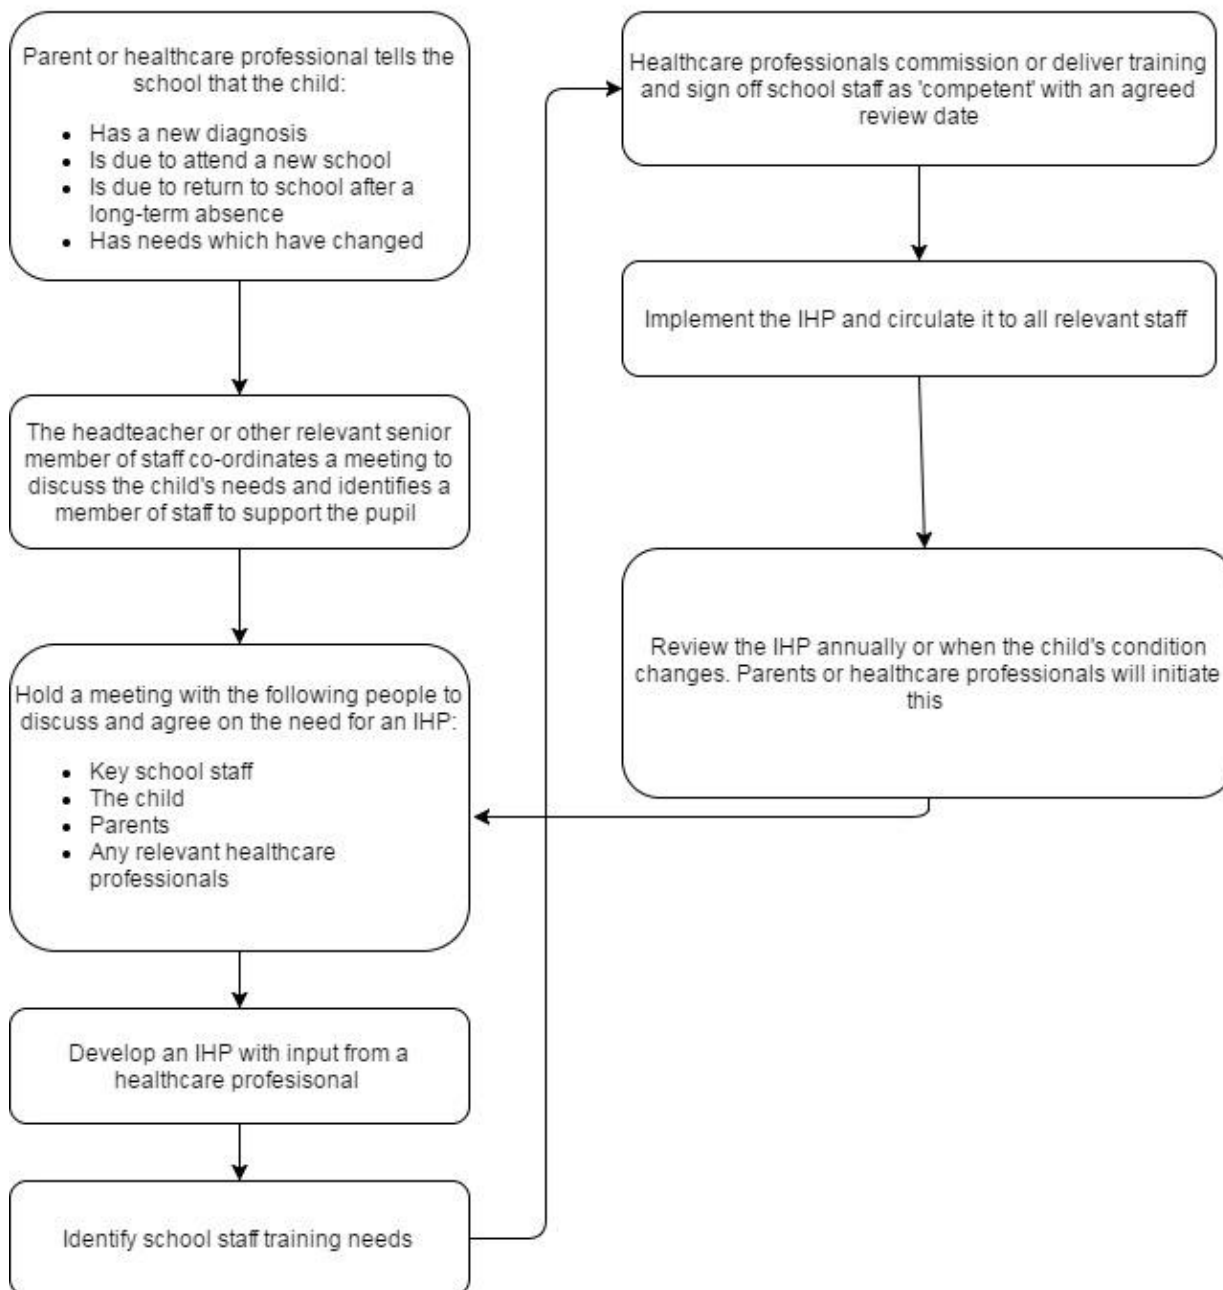 Parent or healthcare professional tells the
school that the child:
• Has a new diagnosis
• Is due to attend a new school
• Is due to return to school after a
long-term absence
• Has needs which have changed
The headteacher or other relevant senior
member of staff co-ordinates a meeting to
discuss the child's needs and identifies a
member of staff to support the pupil
Hold a meeting with the following people to
discuss and agree on the need for an IHP:
• Key school staff
• The child
• Parents
• Any relevant healthcare
professionals
Develop an IHP with input from a
healthcare profesisonal
Identify school staff training needs
Healthcare professionals commission or deliver training
and sign off school staff as 'competent' with an agreed
review date
Implement the IHP and circulate it to all relevant staff
Review the IHP annually or when the child's condition
changes. Parents or healthcare professionals will initiate
this